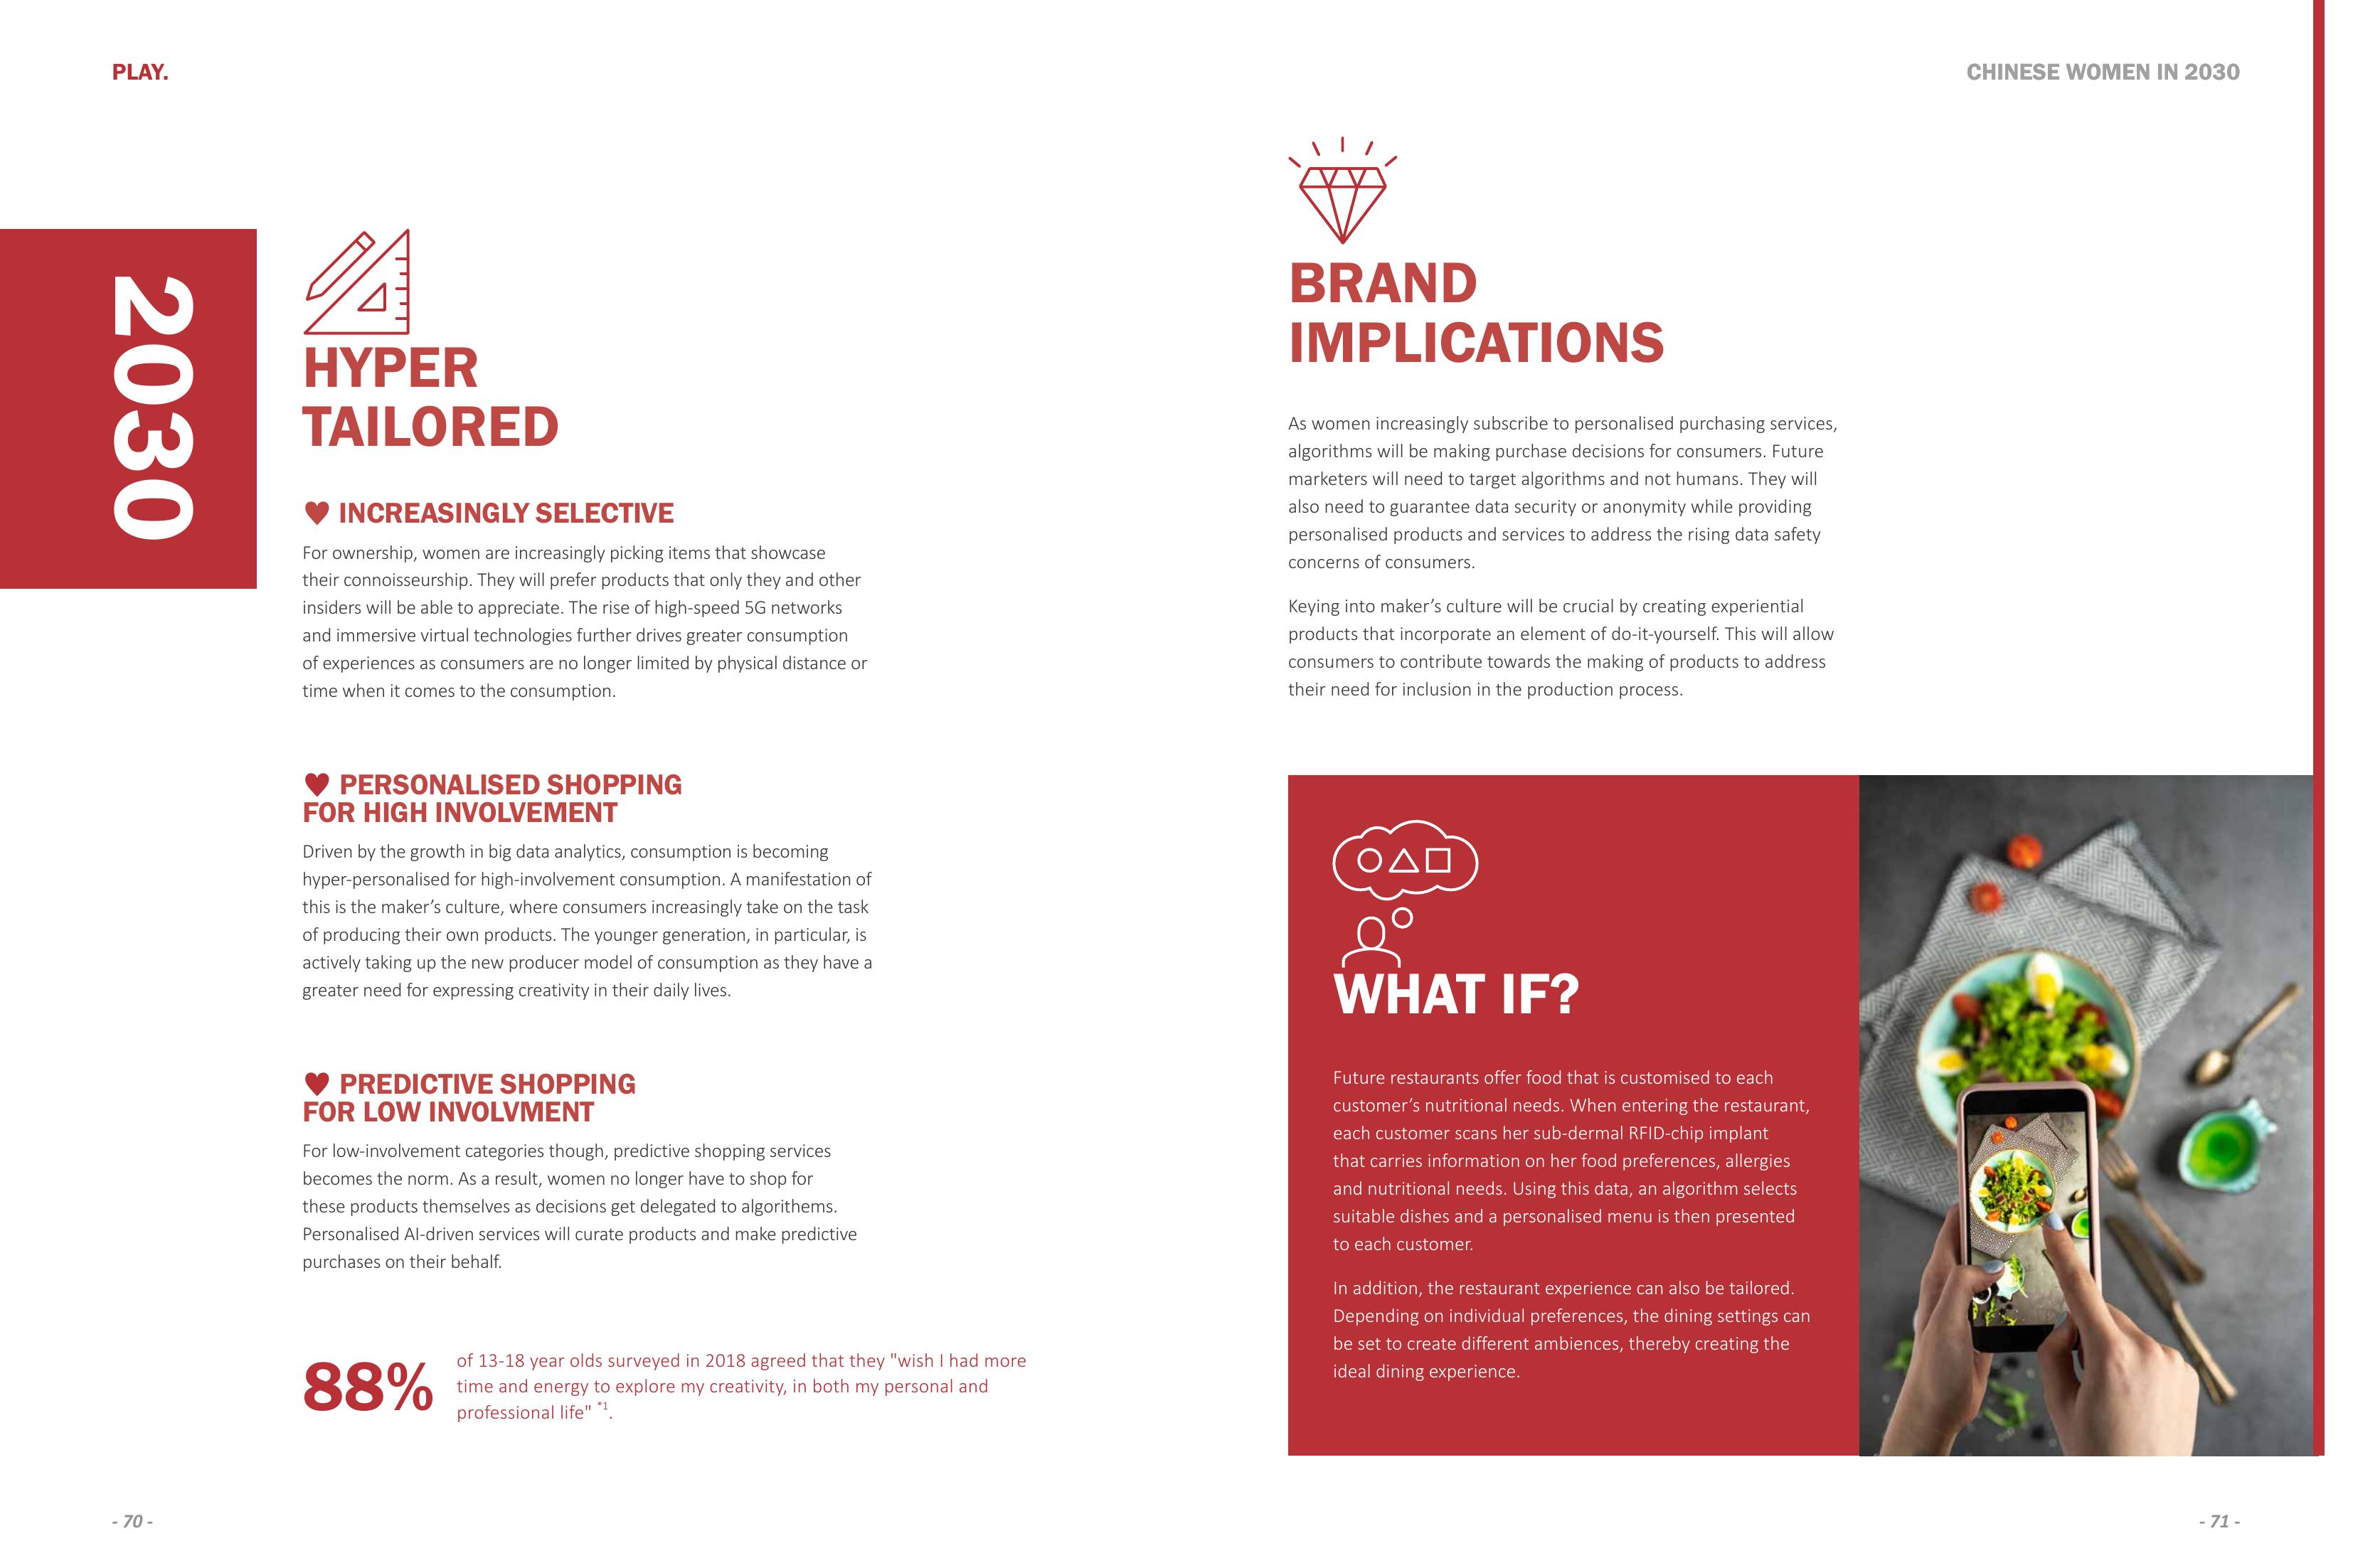 PLAY.
CHINESE WOMEN IN 2030
2030
HYPER
TAILORED
♥ INCREASINGLY SELECTIVE
For ownership, women are increasingly picking items that showcase
their connoisseurship. They will prefer products that only they and other
insiders will be able to appreciate. The rise of high-speed 5G networks
and immersive virtual technologies further drives greater consumption
of experiences as consumers are no longer limited by physical distance or
time when it comes to the consumption.
♥ PERSONALISED SHOPPING
FOR HIGH INVOLVEMENT
Driven by the growth in big data analytics, consumption is becoming
hyper-personalised for high-involvement consumption. A manifestation of
this is the maker’s culture, where consumers increasingly take on the task
of producing their own products. The younger generation, in particular, is
actively taking up the new producer model of consumption as they have a
greater need for expressing creativity in their daily lives.
♥ PREDICTIVE SHOPPING
FOR LOW INVOLVMENT
For low-involvement categories though, predictive shopping services
becomes the norm. As a result, women no longer have to shop for
these products themselves as decisions get delegated to algorithems.
Personalised AI-driven services will curate products and make predictive
purchases on their behalf.
88%
of 13-18 year olds surveyed in 2018 agreed that they "wish I had more
time and energy to explore my creativity, in both my personal and
professional life" *1.
- 70 -
BRAND
IMPLICATIONS
As women increasingly subscribe to personalised purchasing services,
algorithms will be making purchase decisions for consumers. Future
marketers will need to target algorithms and not humans. They will
also need to guarantee data security or anonymity while providing
personalised products and services to address the rising data safety
concerns of consumers.
Keying into maker’s culture will be crucial by creating experiential
products that incorporate an element of do-it-yourself. This will allow
consumers to contribute towards the making of products to address
their need for inclusion in the production process.
WHAT IF?
Future restaurants offer food that is customised to each
customer’s nutritional needs. When entering the restaurant,
each customer scans her sub-dermal RFID-chip implant
that carries information on her food preferences, allergies
and nutritional needs. Using this data, an algorithm selects
suitable dishes and a personalised menu is then presented
to each customer.
In addition, the restaurant experience can also be tailored.
Depending on individual preferences, the dining settings can
be set to create different ambiences, thereby creating the
ideal dining experience.
- 71 -